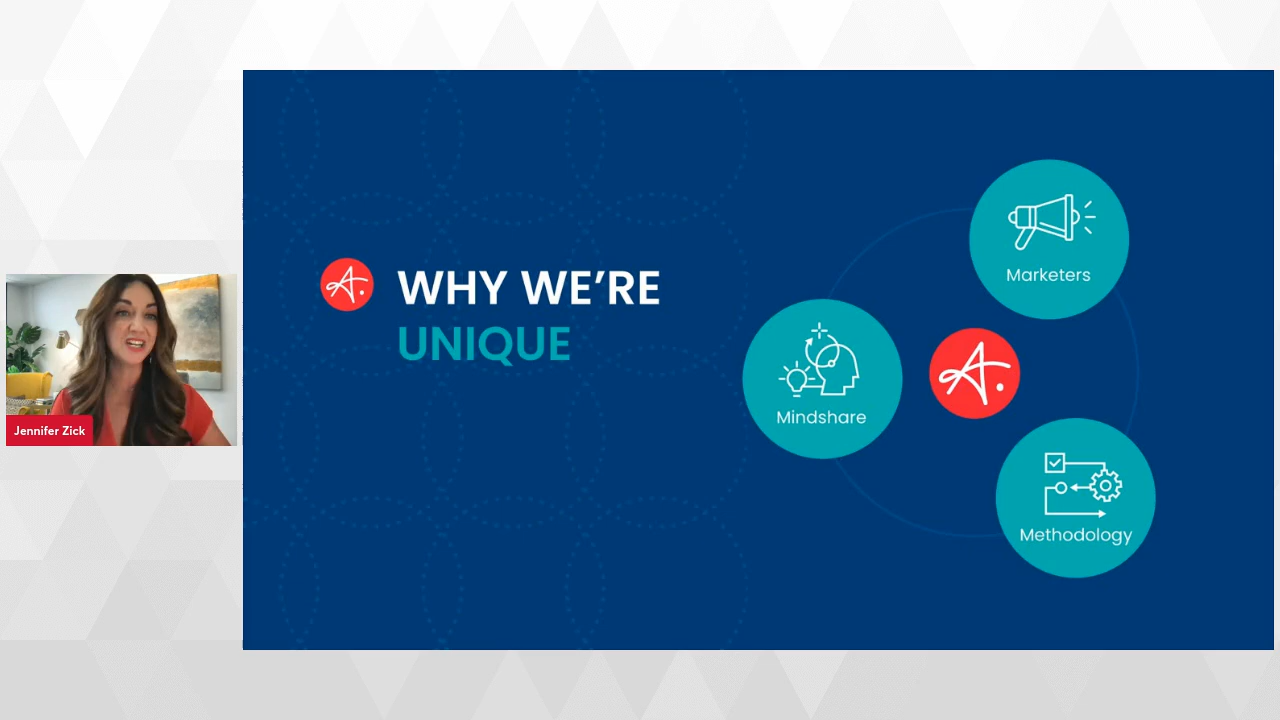 Jennifer Zick
A.
WHY WE’RE
UNIQUE
Marketers
Mindshare
A.
Methodology